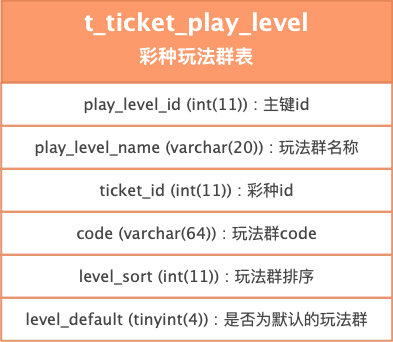 t_ticket_play_level
彩种玩法群表
play_level_id (int(11)) : 主键id
play_level_name (varchar(20)) : 玩法群名称
ticket_id (int(11)) : 彩种id
code (varchar(64)) : 玩法群code
level_sort (int(11)) : 玩法群排序
level_default (tinyint(4)) : 是否为默认的玩法群